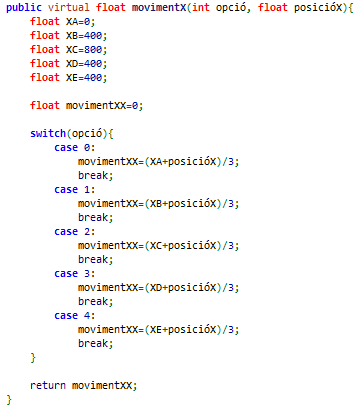 public virtual float movimentX(int opció, float posicióX){
float XA=0;
float XB=400;
float XC=800;
float XD=400;
float XE=400;
float movimentXX=0;
switch(opció){
case 0:
movimentXX=(XA+posicióX)/3;
break;
case 1:
movimentXX=(XB+posicióX)/3;
break;
case 2:
movimentXX=(XC+posicióX)/3;
break;
case 3:
movimentXX=(XD+posicióX)/3;
break;
case 4:
movimentXX=(XE+posicióX)/3;
break;
}
return movimentXX;
}